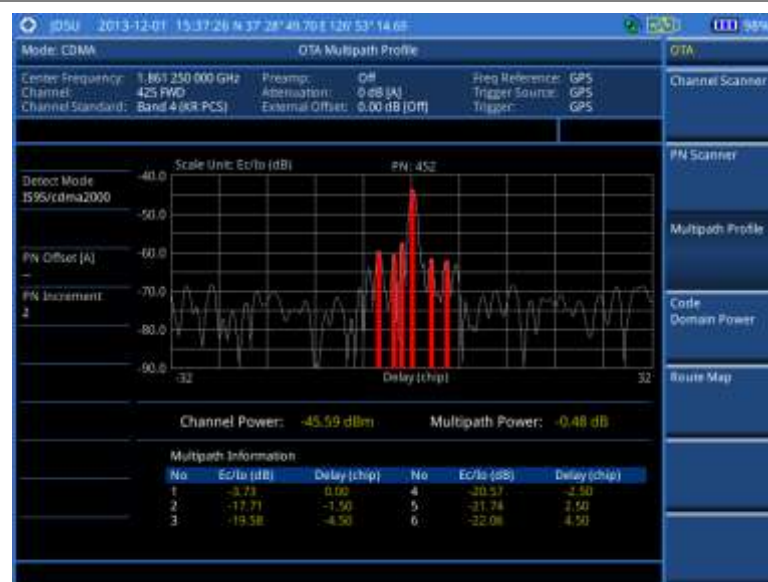 JDSU 2013-12-01 15:37:26 N 37° 28' 49.70 E 126° 53' 14.69 98%
Mode: CDMA OTA Multipath Profile OTA
Center Frequency: 1.861 250 000 GHz Preamp: Off Freq Reference: GPS
Channel: 425 FWD Attenuation: 0 dB [A] Trigger Source: GPS
Channel Standard: Band 4 (KR PCS) External Offset: 0.00 dB [Off] Trigger: GPS
Channel Scanner
PN Scanner
Multipath Profile
Code
Domain Power
Route Map
Detect Mode
IS95/cdma2000
PN Offset [A]
--
PN Increment
2
Scale Unit: Ec/Io (dB) PN: 452
-40.0
-50.0
-60.0
-70.0
-80.0
-90.0
-32 Delay (chip) 32
Channel Power: -45.59 dBm Multipath Power: -0.48 dB
Multipath Information
No Ec/Io (dB) Delay (chip) No Ec/Io (dB) Delay (chip)
1 -3.73 0.00 4 -20.57 -2.50
2 -17.71 -1.50 5 -21.74 2.50
3 -19.58 -4.50 6 -22.06 4.50